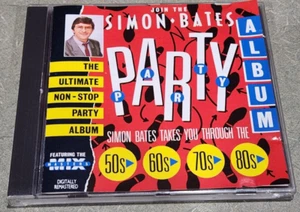 JOIN THE
SIMON • BATES
PARTY
PARTY
ALBUM
THE
ULTIMATE
NON-STOP
PARTY
ALBUM
SIMON BATES TAKES YOU THROUGH THE
50s 60s 70s 80s
FEATURING THE
MIX
DIGITALLY
REMASTERED